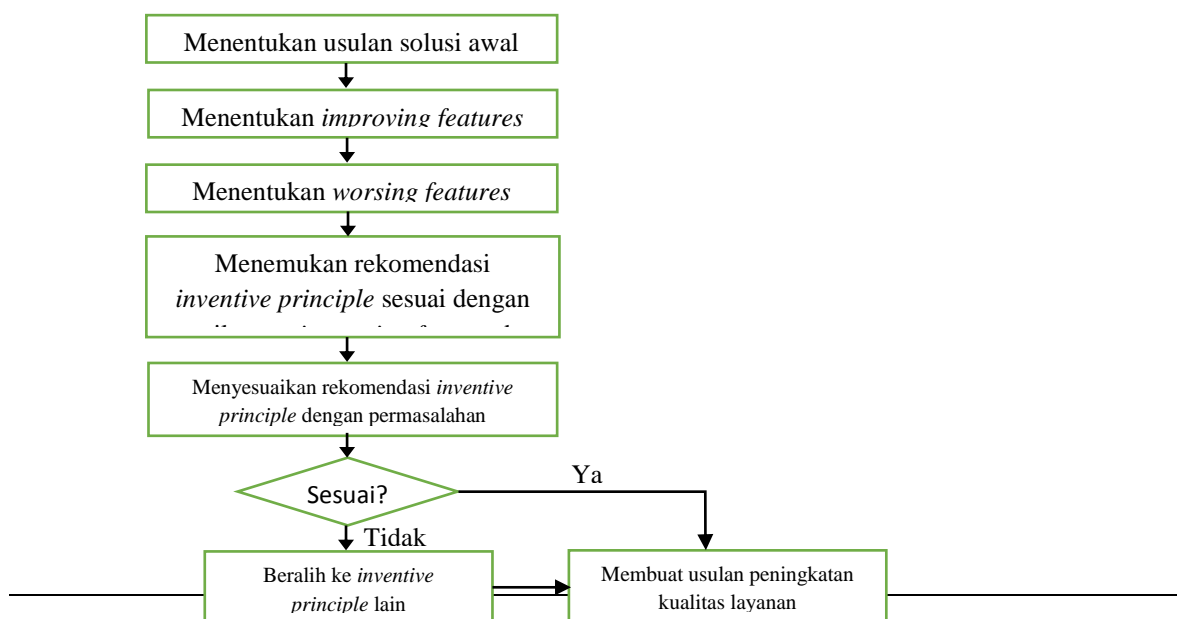 Menentukan usulan solusi awal
Menentukan improving features
Menentukan worsing features
Menemukan rekomendasi
inventive principle sesuai dengan
Menyesuaikan rekomendasi inventive
principle dengan permasalahan
Sesuai?
Ya
Tidak
Beralih ke inventive
principle lain
Membuat usulan peningkatan
kualitas layanan